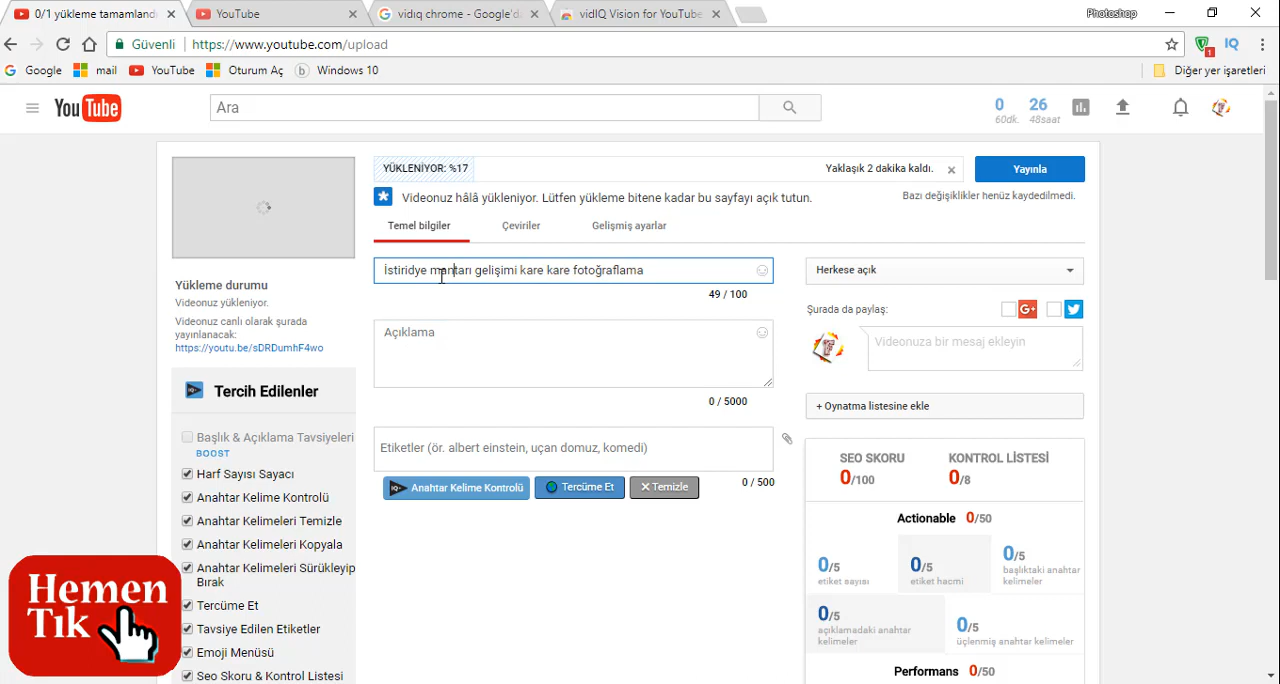 0/1 yükleme tamamland
YouTube
vidıq chrome - Google'd
vidIQ Vision for YouTube
Photoshop
Güvenli
https://www.youtube.com/upload
1
IQ
Google
mail
YouTube
Oturum Aç
Windows 10
Diğer yer işaretleri
YouTube
Ara
0
60dk.
26
48saat
YÜKLENİYOR: %17
Yaklaşık 2 dakika kaldı.
Yayınla
Videonuz hâlâ yükleniyor. Lütfen yükleme bitene kadar bu sayfayı açık tutun.
Bazı değişiklikler henüz kaydedilmedi.
Temel bilgiler
Çeviriler
Gelişmiş ayarlar
İstiridye mantarı gelişimi kare kare fotoğraflama
49 / 100
Herkese açık
Yükleme durumu
Videonuz yükleniyor.
Videonuz canlı olarak şurada
yayınlanacak:
https://youtu.be/sDRDumhF4wo
Açıklama
0 / 5000
Şurada da paylaş:
G+
Videonuza bir mesaj ekleyin
+ Oynatma listesine ekle
Tercih Edilenler
Başlık & Açıklama Tavsiyeleri
BOOST
Harf Sayısı Sayacı
Anahtar Kelime Kontrolü
Anahtar Kelimeleri Temizle
Anahtar Kelimeleri Kopyala
Anahtar Kelimeleri Sürükleyip
Bırak
Tercüme Et
Tavsiye Edilen Etiketler
Emoji Menüsü
Seo Skoru & Kontrol Listesi
Etiketler (ör. albert einstein, uçan domuz, komedi)
Anahtar Kelime Kontrolü
Tercüme Et
Temizle
0 / 500
SEO SKORU
0/100
KONTROL LİSTESİ
0/8
Actionable 0/50
0/5
etiket sayısı
0/5
etiket hacmi
0/5
başlıktaki anahtar
kelimeler
0/5
açıklamadaki anahtar
kelimeler
0/5
üçlenmiş anahtar kelimeler
Performans 0/50
Hemen
Tık